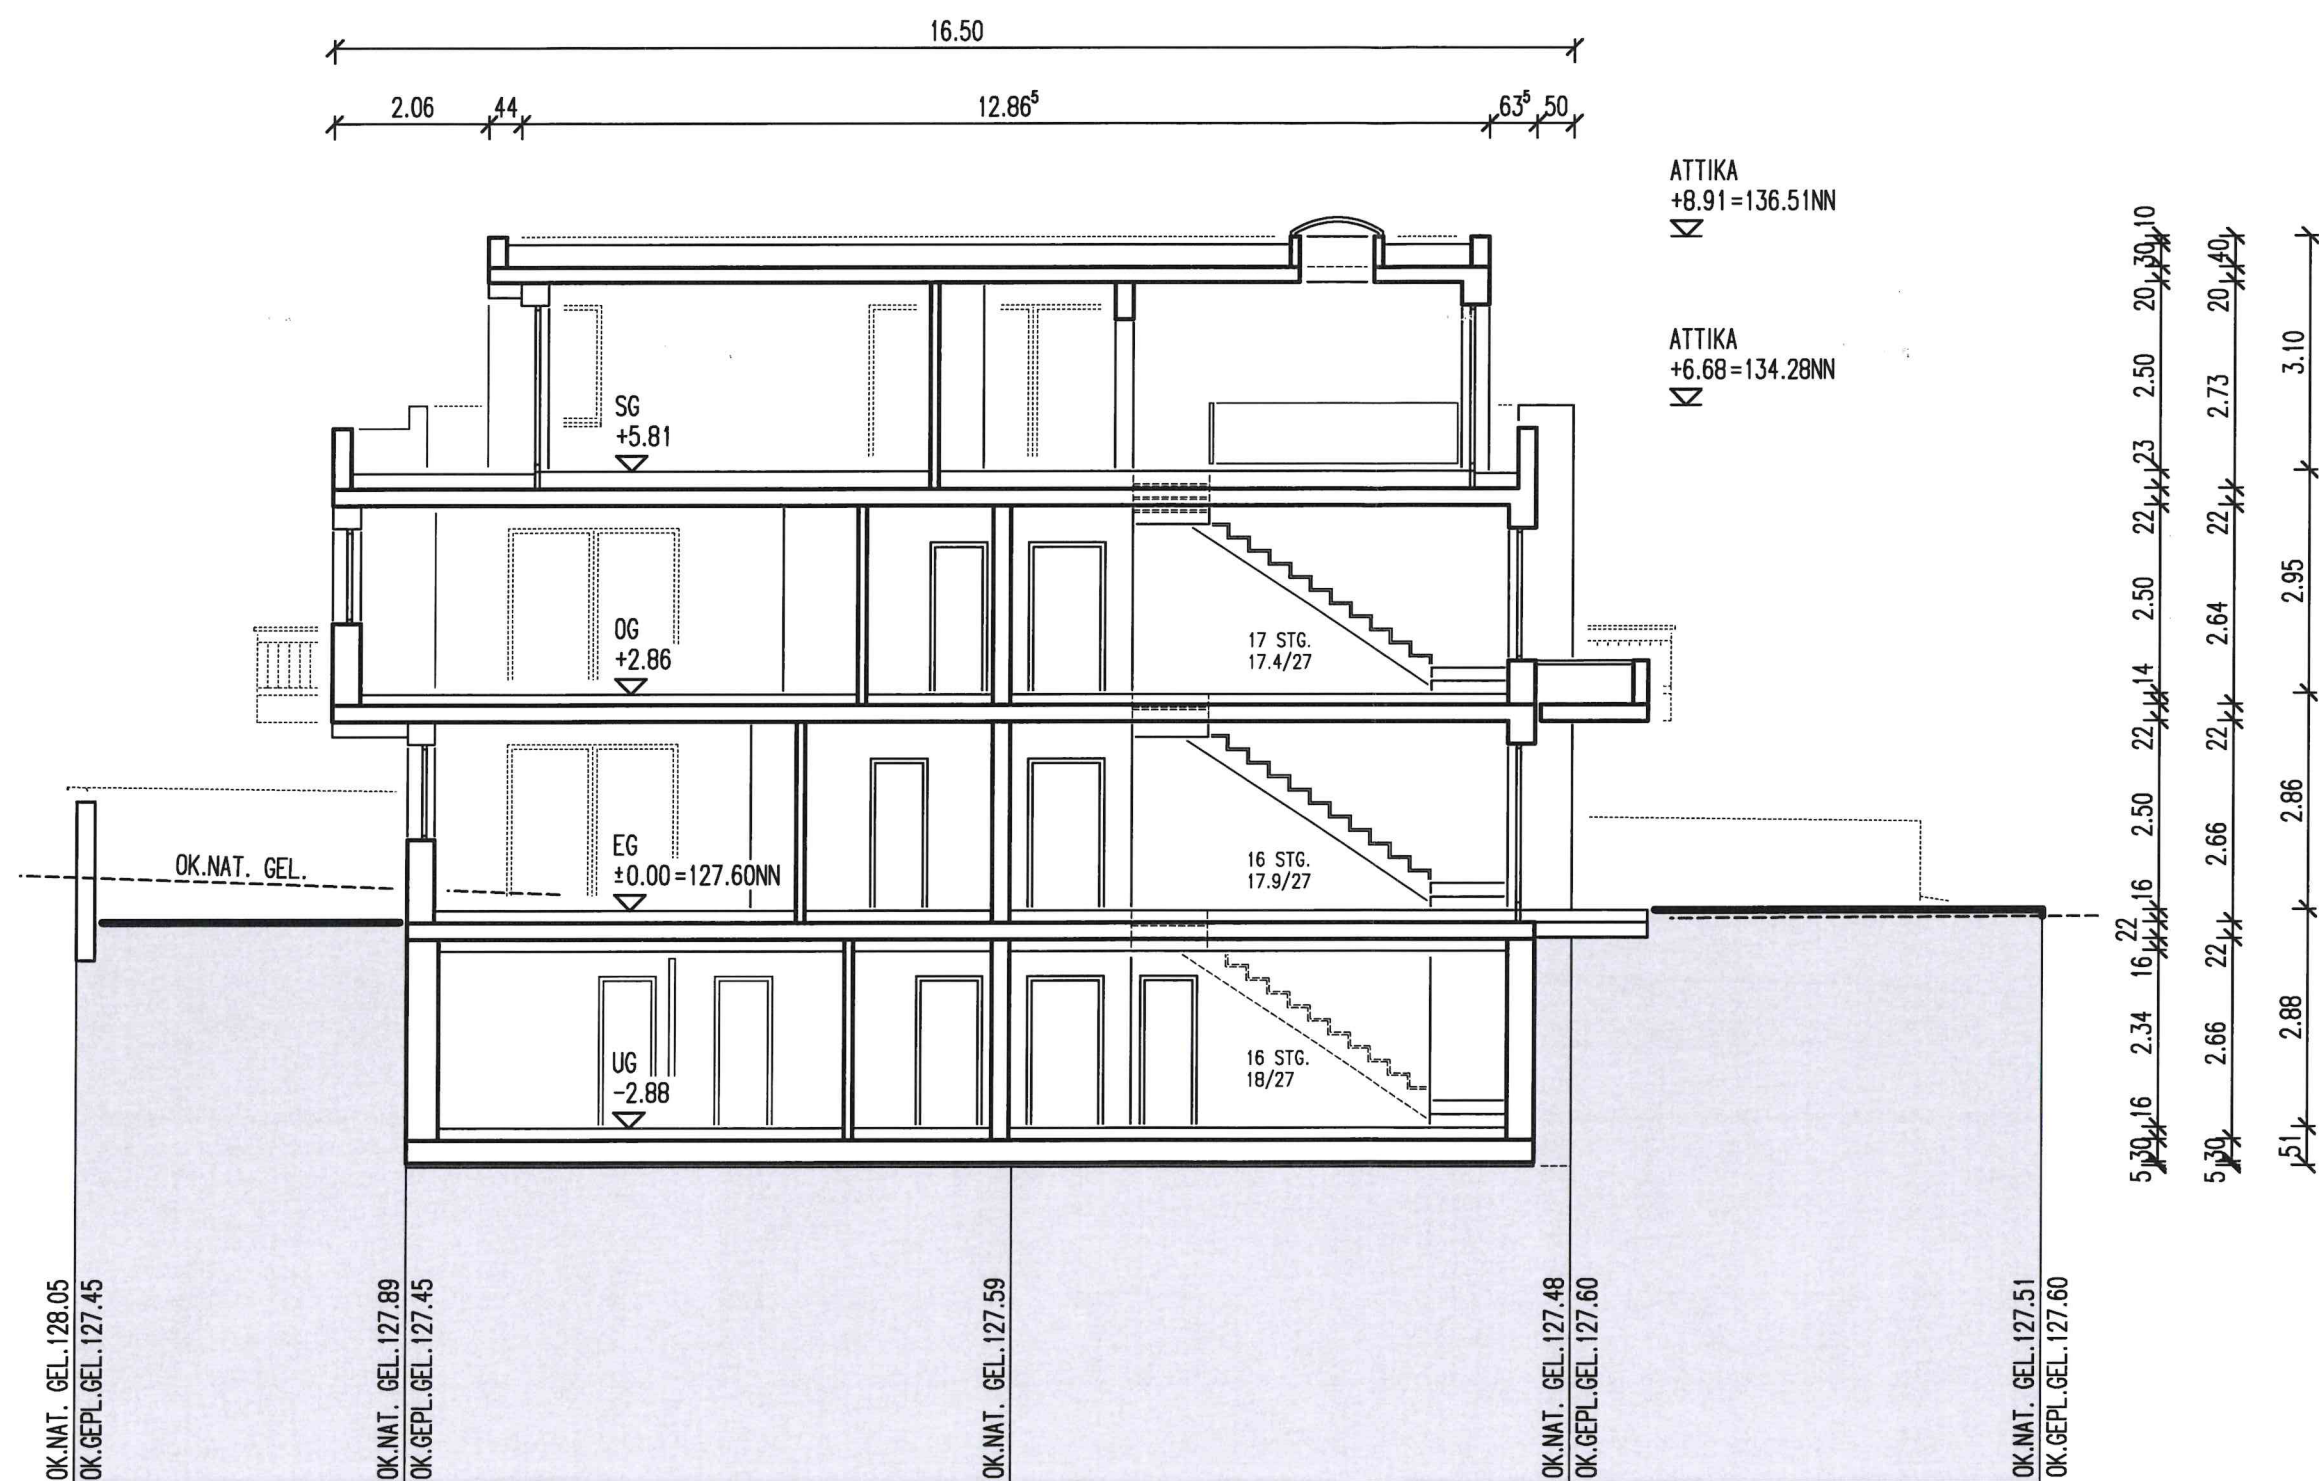 16.50
2.06 44 12.86⁵ 63⁵ 50
ATTIKA
+8.91=136.51NN
ATTIKA
+6.68=134.28NN
SG
+5.81
OG
+2.86
17 STG.
17.4/27
EG
±0.00=127.60NN
16 STG.
17.9/27
OK.NAT. GEL.
UG
-2.88
16 STG.
18/27
10
30
20
2.50
23
22
2.50
14
22
2.50
16
22
16
2.34
16
30
5
40
20
2.73
22
2.64
22
2.66
22
2.66
30
5
3.10
2.95
2.86
2.88
51
OK.NAT. GEL.128.05
OK.GEPL.GEL.127.45
OK.NAT. GEL.127.89
OK.GEPL.GEL.127.45
OK.NAT. GEL.127.59
OK.NAT. GEL.127.48
OK.GEPL.GEL.127.60
OK.NAT. GEL.127.51
OK.GEPL.GEL.127.60